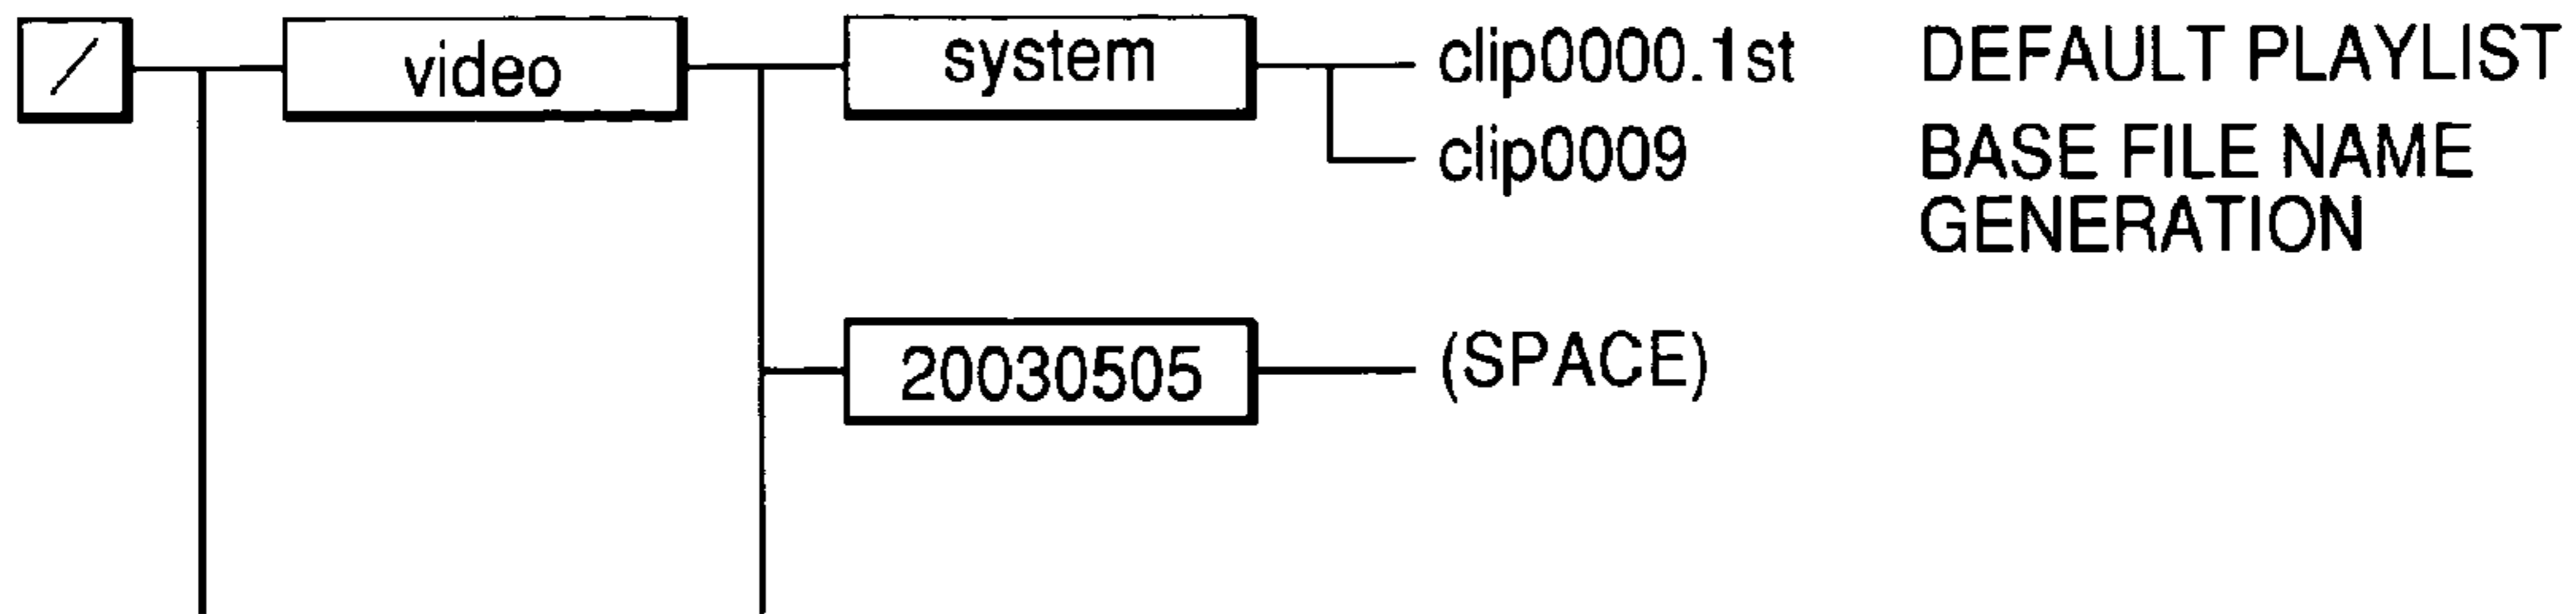 / video system clip0000.1st DEFAULT PLAYLIST
clip0009 BASE FILE NAME
GENERATION
20030505 (SPACE)